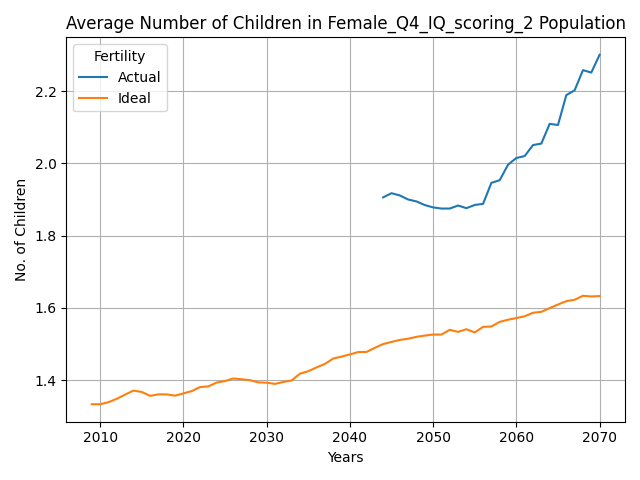 Average Number of Children in Female_Q4_IQ_scoring_2 Population
Fertility
Actual
Ideal
No. of Children
2.2
2.0
1.8
1.6
1.4
2010 2020 2030 2040 2050 2060 2070
Years